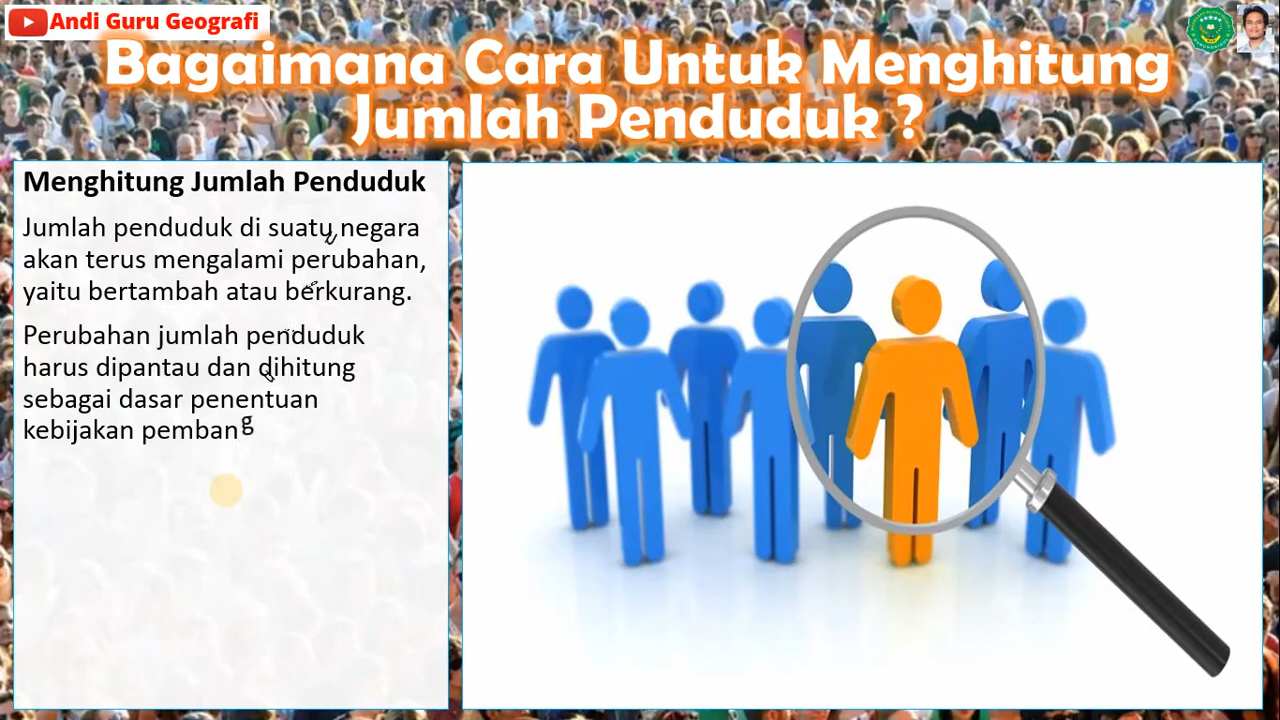 Andi Guru Geografi
Bagaimana Cara Untuk Menghitung
Jumlah Penduduk ?
Menghitung Jumlah Penduduk
Jumlah penduduk di suatu negara
akan terus mengalami perubahan,
yaitu bertambah atau berkurang.
Perubahan jumlah penduduk
harus dipantau dan dihitung
sebagai dasar penentuan
kebijakan pembang